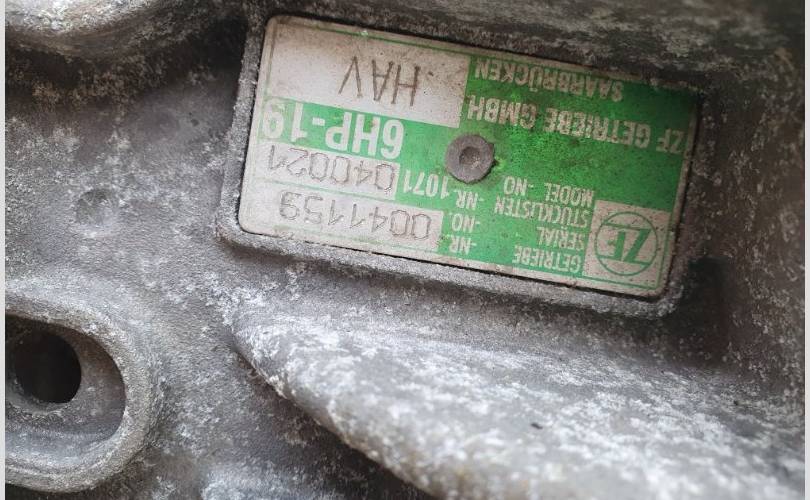 ZF
GETRIEBE -NR.
SERIAL -NO. 0041159
STÜCKLISTEN -NR. 1071 040021
MODEL -NO
6HP-19
ZF GETRIEBE GMBH
SAARBRÜCKEN
HAV